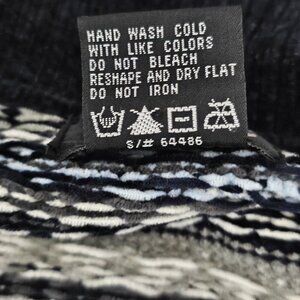 HAND WASH COLD
WITH LIKE COLORS
DO NOT BLEACH
RESHAPE AND DRY FLAT
DO NOT IRON
S/# 64486